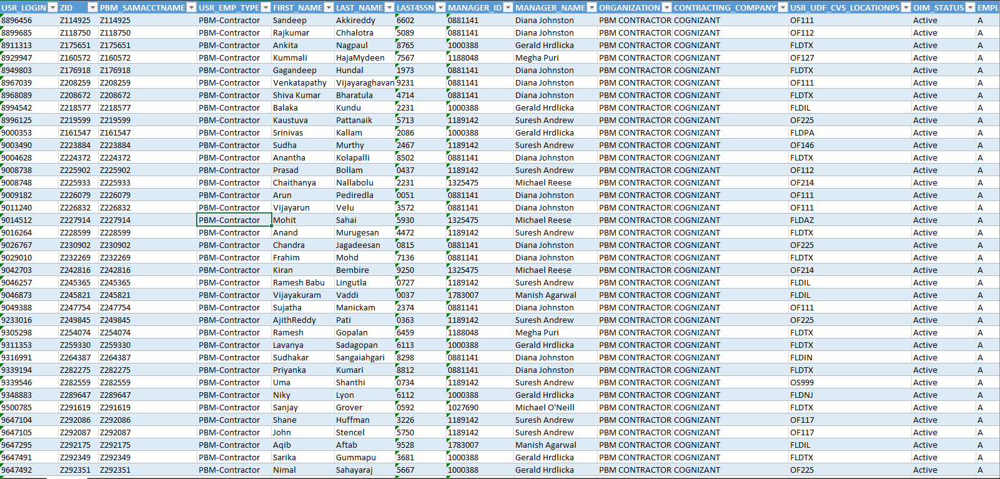 USR_LOGIN ZID PBM_SAMACCTNAME USR_EMP_TYPE FIRST_NAME LAST_NAME LAST4SSN MANAGER_ID MANAGER_NAME ORGANIZATION CONTRACTING_COMPANY USR_UDF_CVS_LOCATIONPS OIM_STATUS EMPL
8896456 Z114925 Z114925 PBM-Contractor Sandeep Akkireddy 6602 0881141 Diana Johnston PBM CONTRACTOR COGNIZANT OF111 Active A
8899685 Z118750 Z118750 PBM-Contractor Rajkumar Chhalotra 5089 0881141 Diana Johnston PBM CONTRACTOR COGNIZANT OF112 Active A
8911313 Z175651 Z175651 PBM-Contractor Ankita Nagpaul 8765 1000388 Gerald Hrdlicka PBM CONTRACTOR COGNIZANT FLDTX Active A
8929947 Z160572 Z160572 PBM-Contractor Kummali HajaMydeen 7567 1188048 Megha Puri PBM CONTRACTOR COGNIZANT OF127 Active A
8949803 Z176918 Z176918 PBM-Contractor Gagandeep Hundal 1973 0881141 Diana Johnston PBM CONTRACTOR COGNIZANT FLDTX Active A
8967039 Z208259 Z208259 PBM-Contractor Venkatapathy Vijayaraghavan 9231 0881141 Diana Johnston PBM CONTRACTOR COGNIZANT OF111 Active A
8968089 Z208672 Z208672 PBM-Contractor Shiva Kumar Bharatula 4714 0881141 Diana Johnston PBM CONTRACTOR COGNIZANT FLDTX Active A
8994542 Z218577 Z218577 PBM-Contractor Balaka Kundu 2231 1000388 Gerald Hrdlicka PBM CONTRACTOR COGNIZANT FLDIL Active A
8996125 Z219599 Z219599 PBM-Contractor Kaustuva Pattanaik 5713 1189142 Suresh Andrew PBM CONTRACTOR COGNIZANT OF225 Active A
9000353 Z161547 Z161547 PBM-Contractor Srinivas Kallam 2086 1000388 Gerald Hrdlicka PBM CONTRACTOR COGNIZANT FLDPA Active A
9003490 Z223884 Z223884 PBM-Contractor Sudha Murthy 2467 1189142 Suresh Andrew PBM CONTRACTOR COGNIZANT OF146 Active A
9004628 Z224372 Z224372 PBM-Contractor Anantha Kolapalli 8502 0881141 Diana Johnston PBM CONTRACTOR COGNIZANT FLDTX Active A
9008738 Z225902 Z225902 PBM-Contractor Prasad Bollam 0437 1189142 Suresh Andrew PBM CONTRACTOR COGNIZANT OF112 Active A
9008748 Z225933 Z225933 PBM-Contractor Chaithanya Nallabolu 2231 1325475 Michael Reese PBM CONTRACTOR COGNIZANT OF214 Active A
9009182 Z226079 Z226079 PBM-Contractor Arun Pediredla 0051 0881141 Diana Johnston PBM CONTRACTOR COGNIZANT OF111 Active A
9011240 Z226832 Z226832 PBM-Contractor Vijayarun Velu 3572 0881141 Diana Johnston PBM CONTRACTOR COGNIZANT OF111 Active A
9014512 Z227914 Z227914 PBM-Contractor Mohit Sahai 5930 1325475 Michael Reese PBM CONTRACTOR COGNIZANT FLDAZ Active A
9016264 Z228599 Z228599 PBM-Contractor Anand Murugesan 4472 1189142 Suresh Andrew PBM CONTRACTOR COGNIZANT FLDTX Active A
9026767 Z230902 Z230902 PBM-Contractor Chandra Jagadeesan 0815 0881141 Diana Johnston PBM CONTRACTOR COGNIZANT OF225 Active A
9029010 Z232269 Z232269 PBM-Contractor Frahim Mohd 7136 0881141 Diana Johnston PBM CONTRACTOR COGNIZANT FLDTX Active A
9042703 Z242816 Z242816 PBM-Contractor Kiran Bembire 9250 1325475 Michael Reese PBM CONTRACTOR COGNIZANT OF214 Active A
9046257 Z245365 Z245365 PBM-Contractor Ramesh Babu Lingutla 0727 1189142 Suresh Andrew PBM CONTRACTOR COGNIZANT FLDIL Active A
9046873 Z245821 Z245821 PBM-Contractor Vijayakuram Vaddi 0037 1783007 Manish Agarwal PBM CONTRACTOR COGNIZANT FLDIL Active A
9049388 Z247754 Z247754 PBM-Contractor Sujatha Manickam 2374 0881141 Diana Johnston PBM CONTRACTOR COGNIZANT OF111 Active A
9233016 Z249845 Z249845 PBM-Contractor AjithReddy Pati 0363 1189142 Suresh Andrew PBM CONTRACTOR COGNIZANT OF225 Active A
9305298 Z254074 Z254074 PBM-Contractor Ramesh Gopalan 6459 1188048 Megha Puri PBM CONTRACTOR COGNIZANT FLDTX Active A
9311353 Z259330 Z259330 PBM-Contractor Lavanya Sadagopan 6113 1000388 Gerald Hrdlicka PBM CONTRACTOR COGNIZANT FLDTX Active A
9316991 Z264387 Z264387 PBM-Contractor Sudhakar Sangaiahgari 8298 0881141 Diana Johnston PBM CONTRACTOR COGNIZANT FLDIN Active A
9339194 Z282275 Z282275 PBM-Contractor Priyanka Kumari 8812 0881141 Diana Johnston PBM CONTRACTOR COGNIZANT FLDTX Active A
9339546 Z282559 Z282559 PBM-Contractor Uma Shanthi 0734 1189142 Suresh Andrew PBM CONTRACTOR COGNIZANT OS999 Active A
9348883 Z289647 Z289647 PBM-Contractor Niky Lyon 6112 1000388 Gerald Hrdlicka PBM CONTRACTOR COGNIZANT FLDNJ Active A
9500785 Z291619 Z291619 PBM-Contractor Sanjay Grover 0592 1027690 Michael O'Neill PBM CONTRACTOR COGNIZANT FLDTX Active A
9647104 Z292086 Z292086 PBM-Contractor Shane Huffman 3226 1189142 Suresh Andrew PBM CONTRACTOR COGNIZANT OF117 Active A
9647105 Z292087 Z292087 PBM-Contractor John Stencel 5750 1189142 Suresh Andrew PBM CONTRACTOR COGNIZANT OF117 Active A
9647295 Z292175 Z292175 PBM-Contractor Aqib Aftab 9528 1783007 Manish Agarwal PBM CONTRACTOR COGNIZANT FLDIL Active A
9647491 Z292349 Z292349 PBM-Contractor Sarika Gummapu 3681 1000388 Gerald Hrdlicka PBM CONTRACTOR COGNIZANT FLDTX Active A
9647492 Z292351 Z292351 PBM-Contractor Nimal Sahayaraj 5667 1000388 Gerald Hrdlicka PBM CONTRACTOR COGNIZANT OF225 Active A